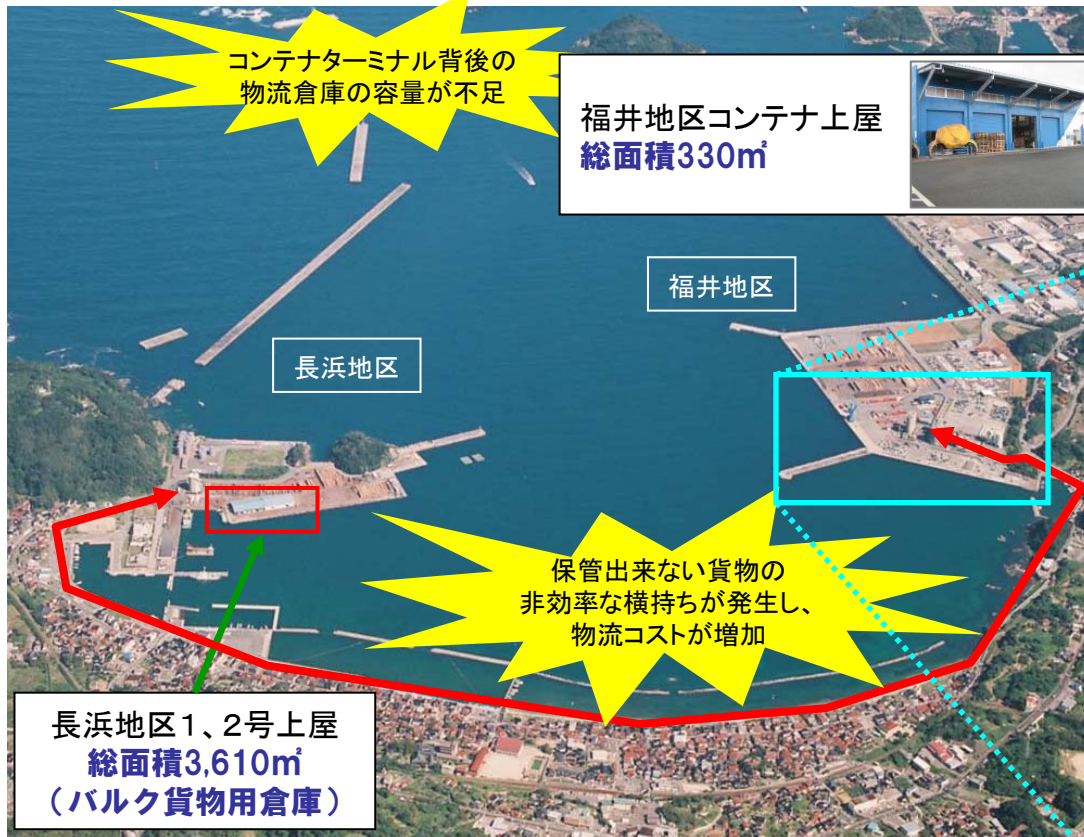 コンテナターミナル背後の
物流倉庫の容量が不足
福井地区コンテナ上屋
総面積330㎡
福井地区
長浜地区
保管出来ない貨物の
非効率な横持ちが発生し、
物流コストが増加
長浜地区1、2号上屋
総面積3,610㎡
（バルク貨物用倉庫）